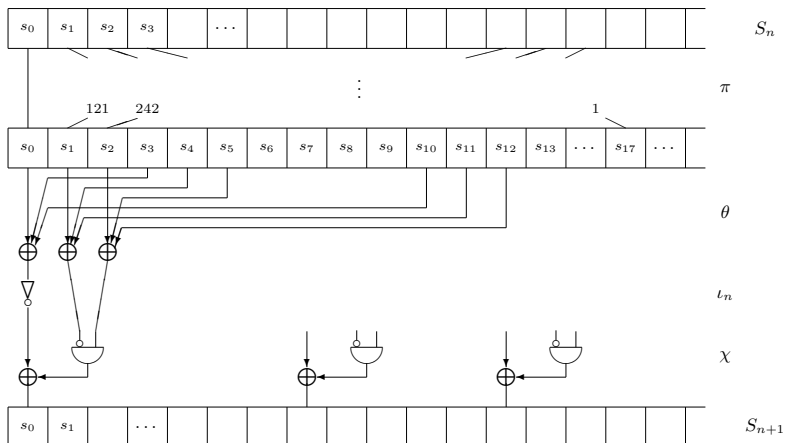 s₀ s₁ s₂ s₃ ⋯ Sₙ
⋮ π
121 242 1
s₀ s₁ s₂ s₃ s₄ s₅ s₆ s₇ s₈ s₉ s₁₀ s₁₁ s₁₂ s₁₃ ⋯ s₁₇ ⋯
θ
ιₙ
χ
s₀ s₁ ⋯ Sₙ₊₁